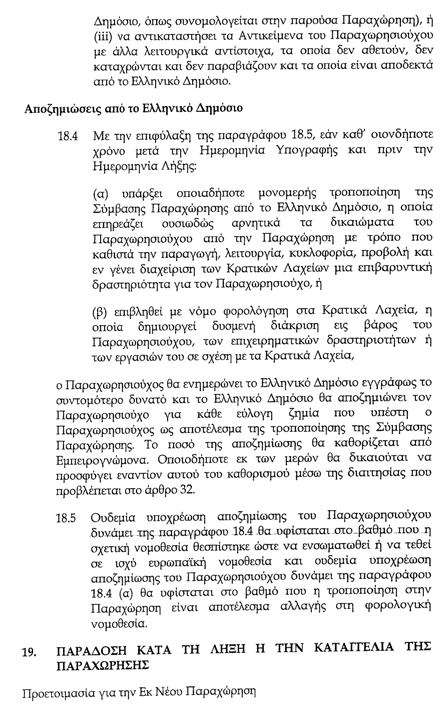 Δημόσιο, όπως συνομολογείται στην παρούσα Παραχώρηση), ή
(iii) να αντικαταστήσει τα Αντικείμενα του Παραχωρησιούχου
με άλλα λειτουργικά αντίστοιχα, τα οποία δεν αθετούν, δεν
καταχρώνται και δεν παραβιάζουν και τα οποία είναι αποδεκτά
από το Ελληνικό Δημόσιο.
Αποζημιώσεις από το Ελληνικό Δημόσιο
18.4 Με την επιφύλαξη της παραγράφου 18.5, εάν καθ' οιονδήποτε
χρόνο μετά την Ημερομηνία Υπογραφής και πριν την
Ημερομηνία Λήξης:
(α) υπάρξει οποιαδήποτε μονομερής τροποποίηση της
Σύμβασης Παραχώρησης από το Ελληνικό Δημόσιο, η οποία
επηρεάζει ουσιωδώς αρνητικά τα δικαιώματα του
Παραχωρησιούχου από την Παραχώρηση με τρόπο που
καθιστά την παραγωγή, λειτουργία, κυκλοφορία, προβολή και
εν γένει διαχείριση των Κρατικών Λαχείων μια επιβαρυντική
δραστηριότητα για τον Παραχωρησιούχο, ή
(β) επιβληθεί με νόμο φορολόγηση στα Κρατικά Λαχεία, η
οποία δημιουργεί δυσμενή διάκριση εις βάρος του
Παραχωρησιούχου, των επιχειρηματικών δραστηριοτήτων ή
των εργασιών του σε σχέση με τα Κρατικά Λαχεία,
ο Παραχωρησιούχος θα ενημερώνει το Ελληνικό Δημόσιο εγγράφως το
συντομότερο δυνατό και το Ελληνικό Δημόσιο θα αποζημιώνει τον
Παραχωρησιούχο για κάθε εύλογη ζημία που υπέστη ο
Παραχωρησιούχος ως αποτέλεσμα της τροποποίησης της Σύμβασης
Παραχώρησης. Το ποσό της αποζημίωσης θα καθορίζεται από
Εμπειρογνώμονα. Οποιοδήποτε εκ των μερών θα δικαιούται να
προσφύγει εναντίον αυτού του καθορισμού μέσω της διαιτησίας που
προβλέπεται στο άρθρο 32.
18.5 Ουδεμία υποχρέωση αποζημίωσης του Παραχωρησιούχου
δυνάμει της παραγράφου 18.4 θα υφίσταται στο βαθμό που η
σχετική νομοθεσία θεσπίστηκε ώστε να ενσωματωθεί ή να τεθεί
σε ισχύ ευρωπαϊκή νομοθεσία και ουδεμία υποχρέωση
αποζημίωσης του Παραχωρησιούχου δυνάμει της παραγράφου
18.4 (α) θα υφίσταται στο βαθμό που η τροποποίηση στην
Παραχώρηση είναι αποτέλεσμα αλλαγής στη φορολογική
νομοθεσία.
19. ΠΑΡΑΔΟΣΗ ΚΑΤΑ ΤΗ ΛΗΞΗ Η ΤΗΝ ΚΑΤΑΓΓΕΛΙΑ ΤΗΣ
ΠΑΡΑΧΩΡΗΣΗΣ
Προετοιμασία για την Εκ Νέου Παραχώρηση